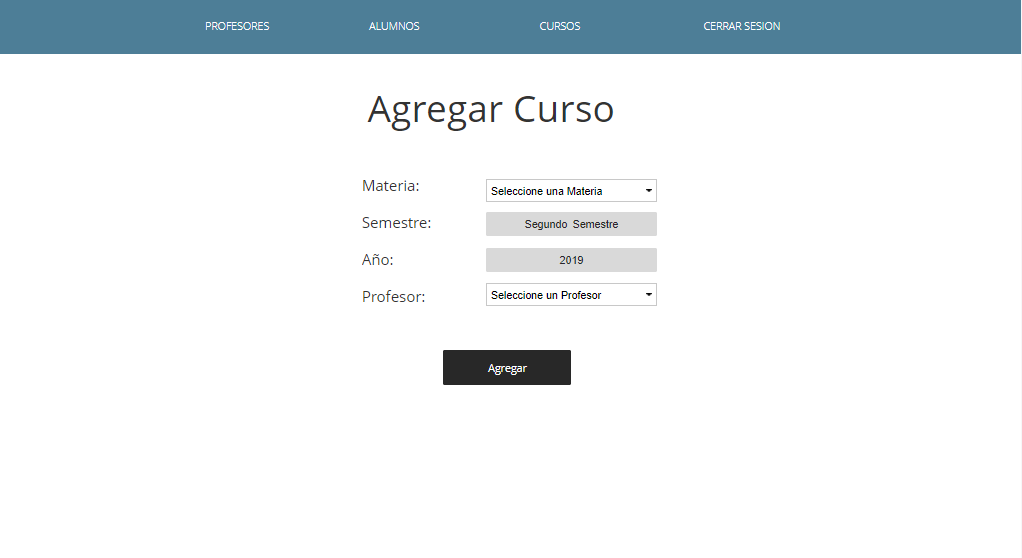 PROFESORES ALUMNOS CURSOS CERRAR SESION
Agregar Curso
Materia: Seleccione una Materia
Semestre: Segundo Semestre
Año: 2019
Profesor: Seleccione un Profesor
Agregar